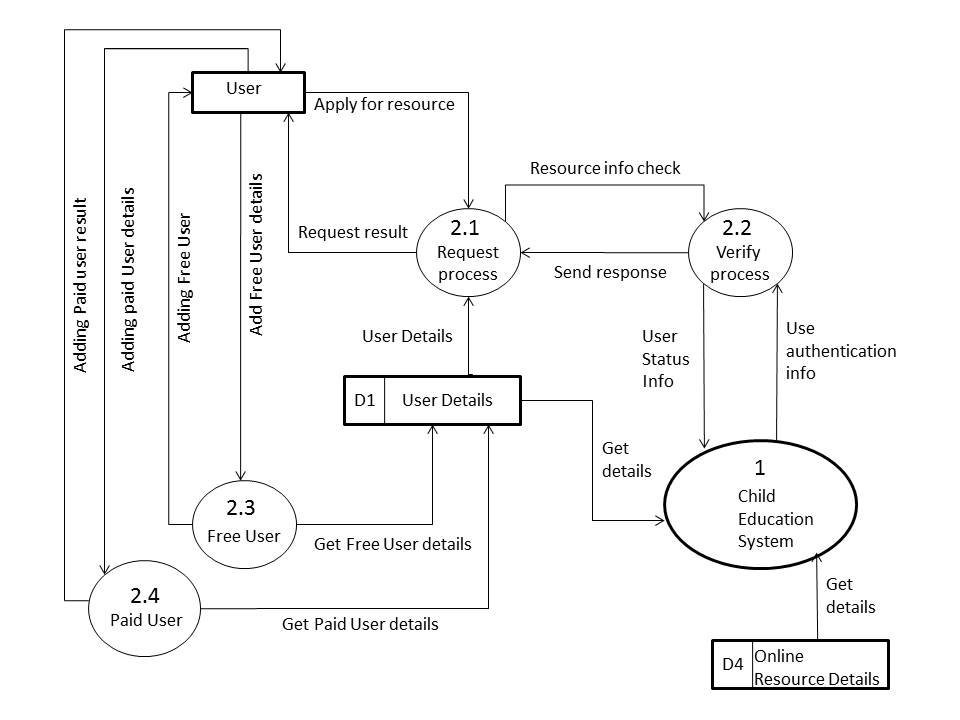 User
Apply for resource
Resource info check
2.1
Request
process
2.2
Verify
process
Request result
Send response
Adding Paid user result
Adding paid User details
Adding Free User
Add Free User details
User Details
User
Status
Info
Use
authentication
info
D1
User Details
Get
details
1
Child
Education
System
2.3
Free User
Get Free User details
2.4
Paid User
Get Paid User details
Get
details
D4
Online
Resource Details